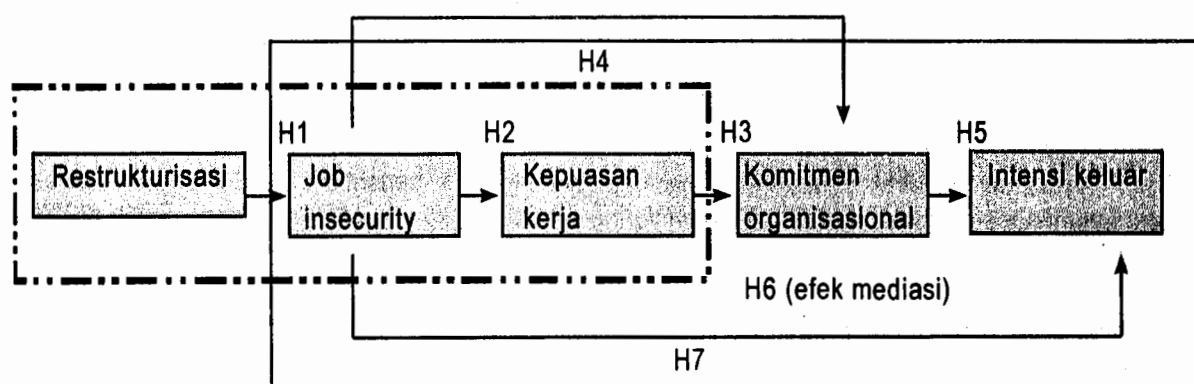 H4
H1
H2
H3
H5
Restrukturisasi
Job
insecurity
Kepuasan
kerja
Komitmen
organisasional
Intensi keluar
H6 (efek mediasi)
H7